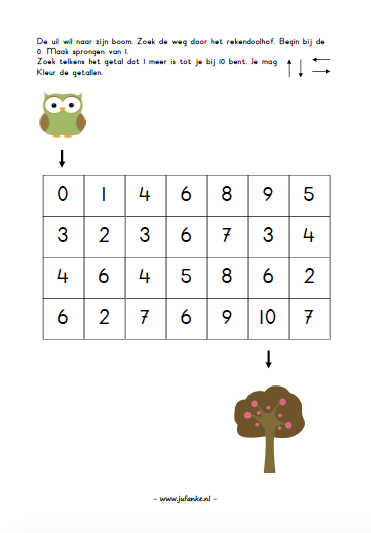 De uil wil naar zijn boom. Zoek de weg door het rekendoolhof. Begin bij de
0. Maak sprongen van 1.
Zoek telkens het getal dat 1 meer is tot je bij 10 bent. Je mag
Kleur de getallen.
0 1 4 6 8 9 5
3 2 3 6 7 3 4
4 6 4 5 8 6 2
6 2 7 6 9 10 7
- www.jufanke.nl -